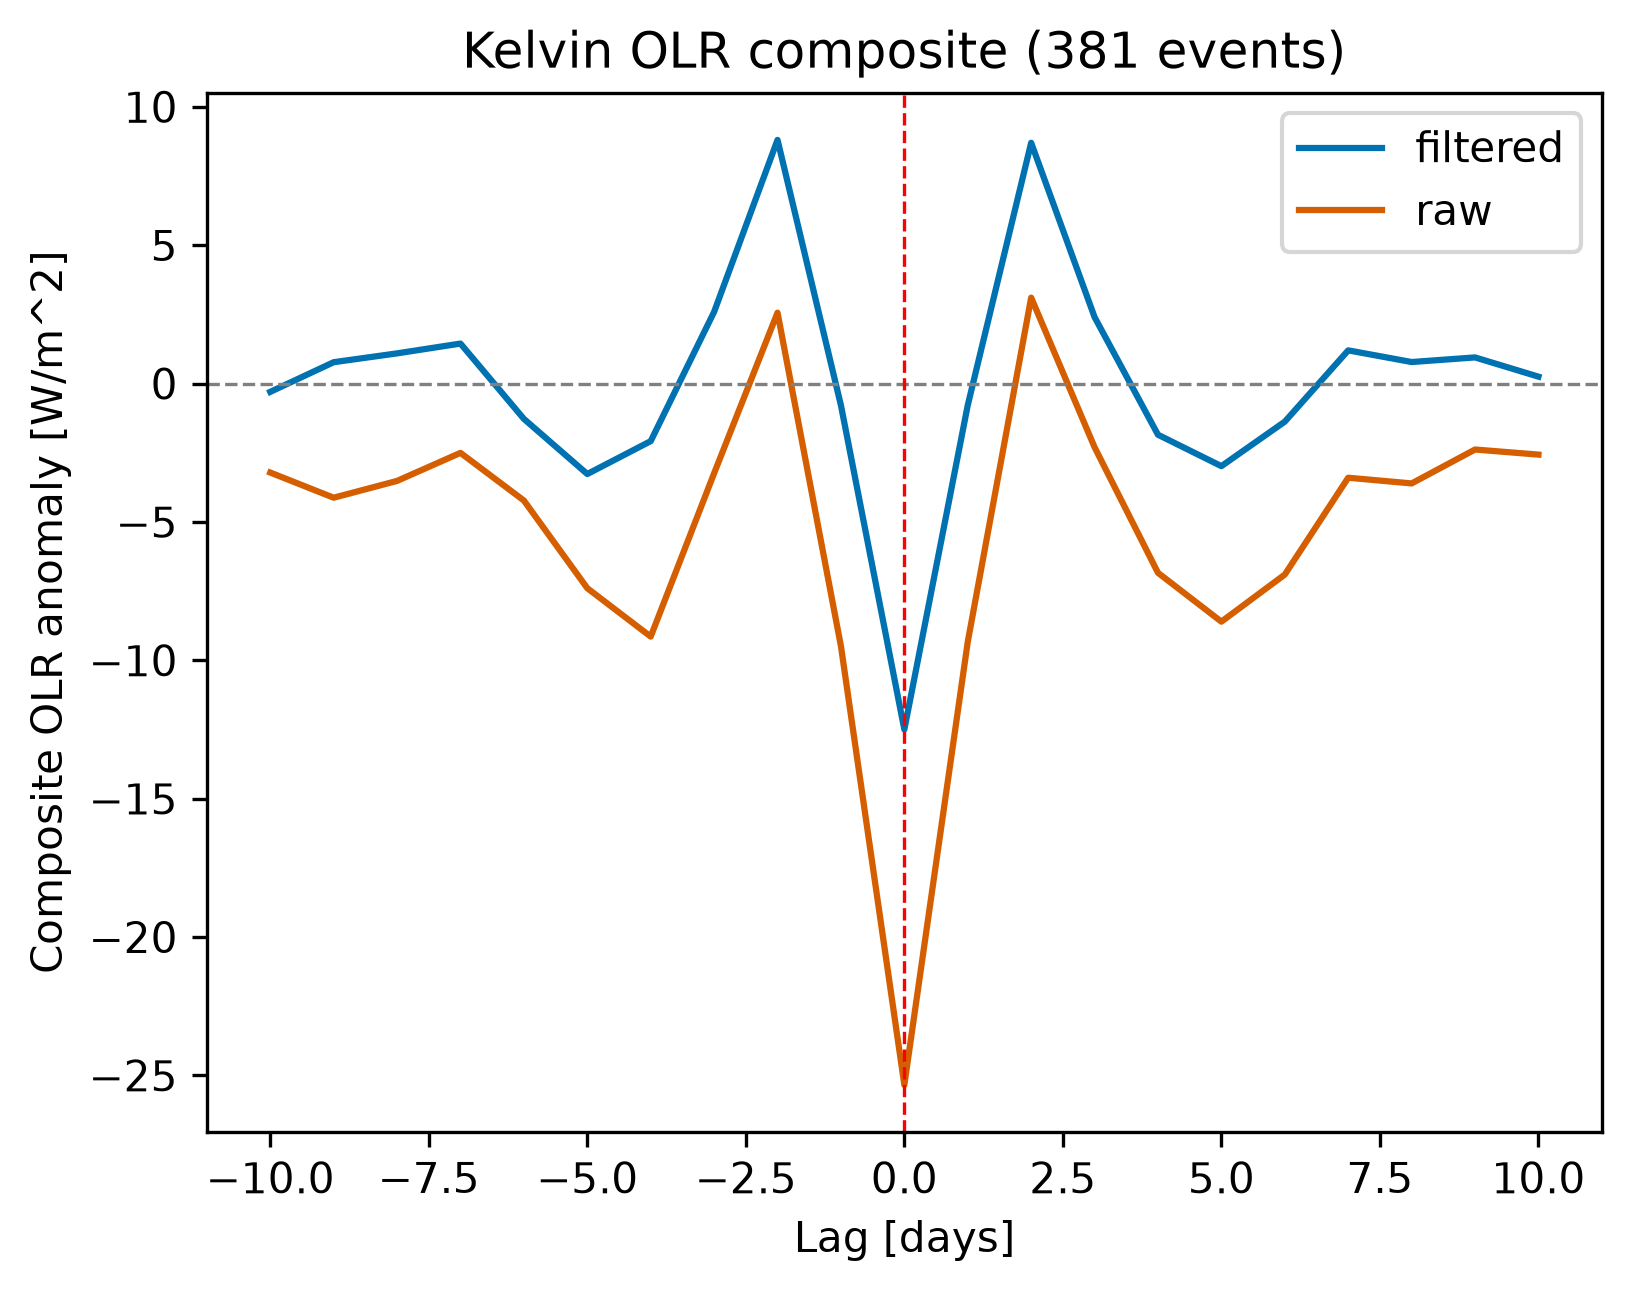 Kelvin OLR composite (381 events)
filtered
raw
10
5
0
−5
−10
−15
−20
−25
Composite OLR anomaly [W/m^2]
−10.0 −7.5 −5.0 −2.5 0.0 2.5 5.0 7.5 10.0
Lag [days]